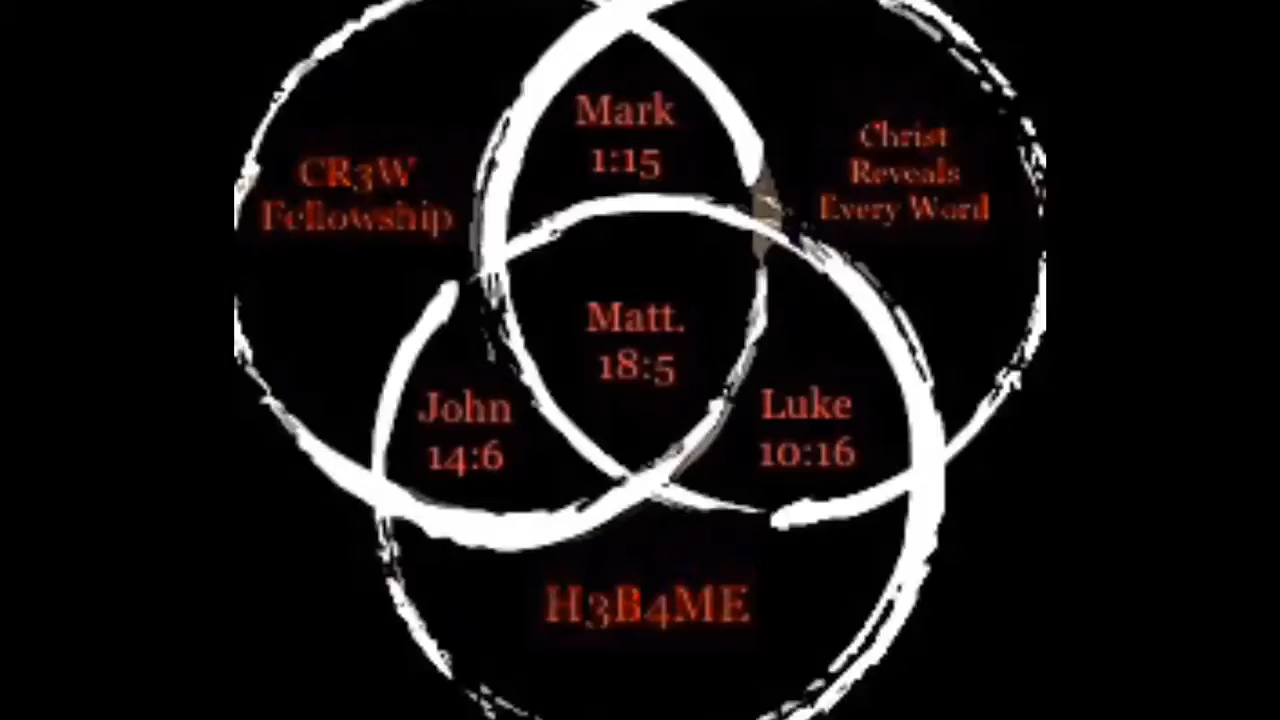 Mark
1:15
CR3W
Fellowship
Christ
Reveals
Every Word
Matt.
18:5
John
14:6
Luke
10:16
H3B4ME